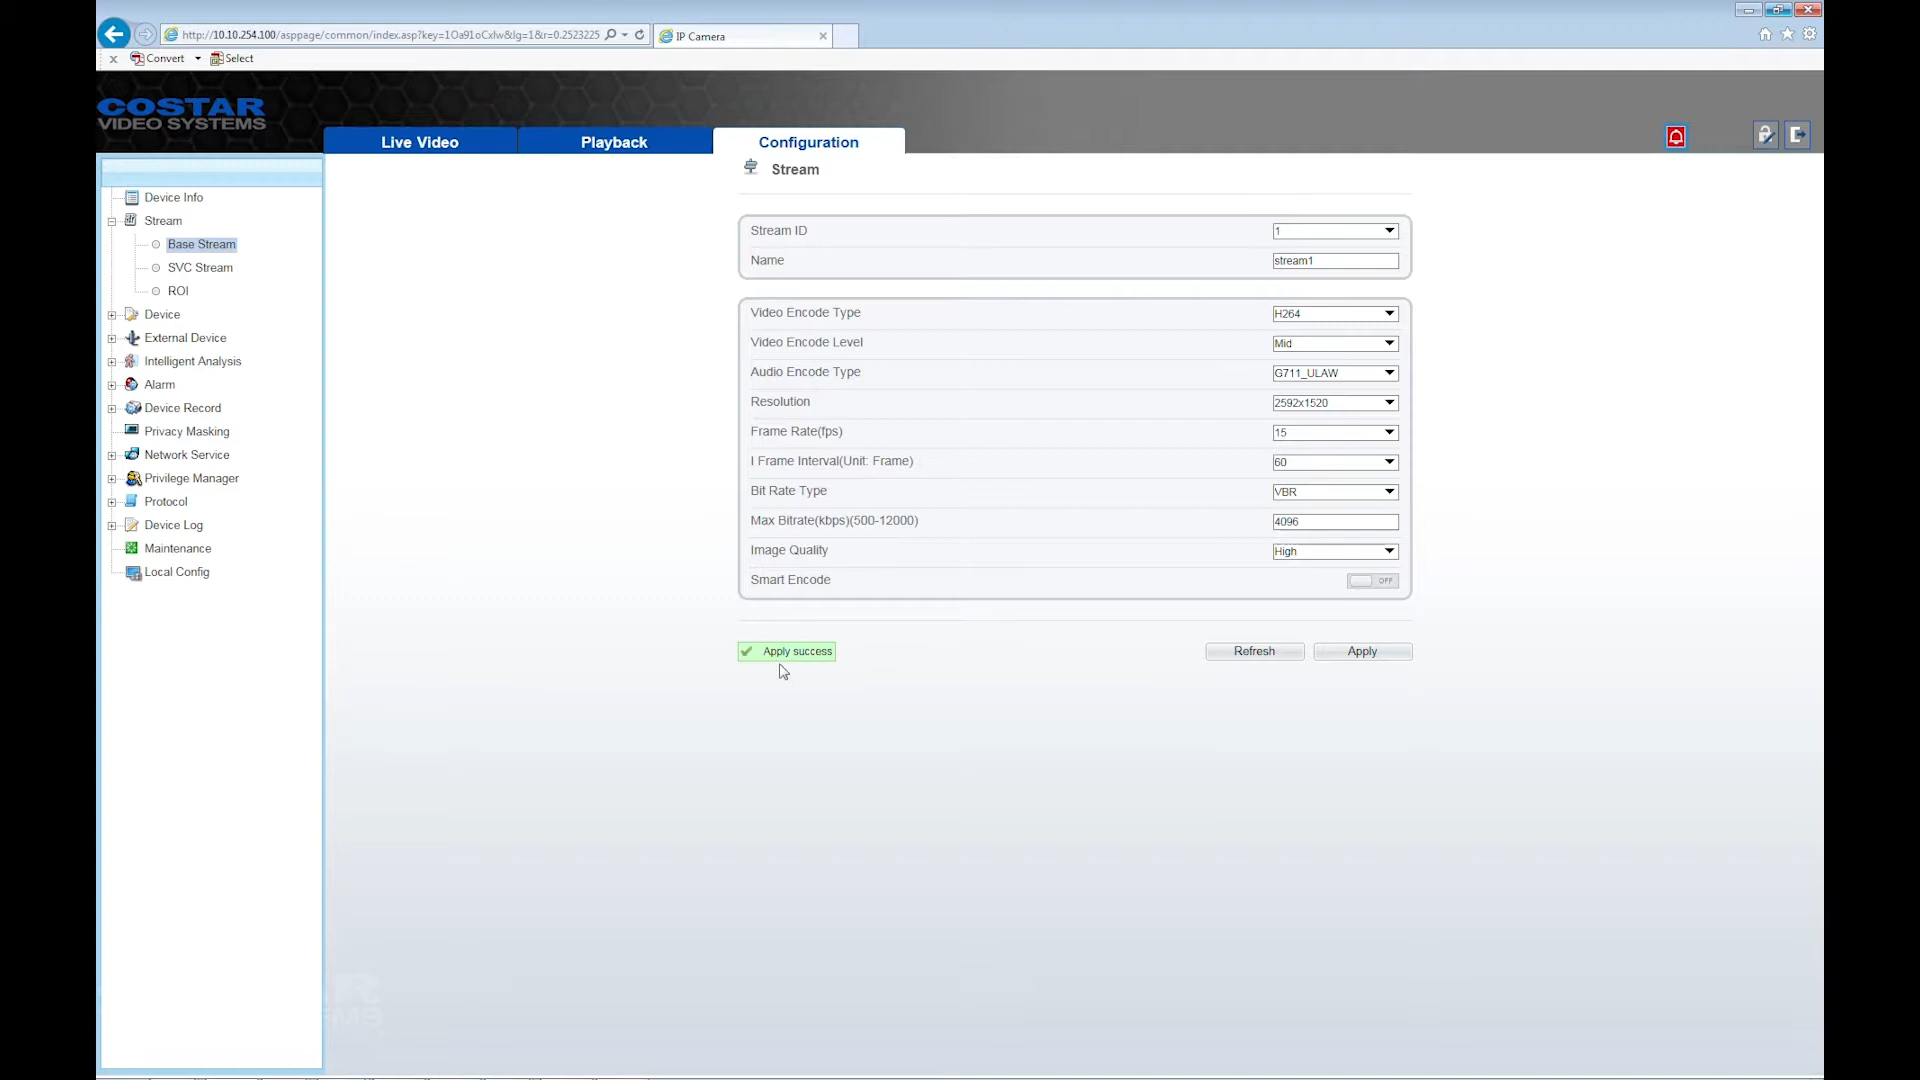 http://10.10.254.100/asppage/common/index.asp?key=1Oa91oCxlw&lg=1&r=0.2523225
IP Camera
x Convert Select
COSTAR
VIDEO SYSTEMS
Live Video Playback Configuration
Stream
Device Info
Stream
Base Stream
SVC Stream
ROI
Device
External Device
Intelligent Analysis
Alarm
Device Record
Privacy Masking
Network Service
Privilege Manager
Protocol
Device Log
Maintenance
Local Config
Stream ID 1
Name stream1
Video Encode Type H264
Video Encode Level Mid
Audio Encode Type G711_ULAW
Resolution 2592x1520
Frame Rate(fps) 15
I Frame Interval(Unit: Frame) 60
Bit Rate Type VBR
Max Bitrate(kbps)(500-12000) 4096
Image Quality High
Smart Encode OFF
Apply success Refresh Apply